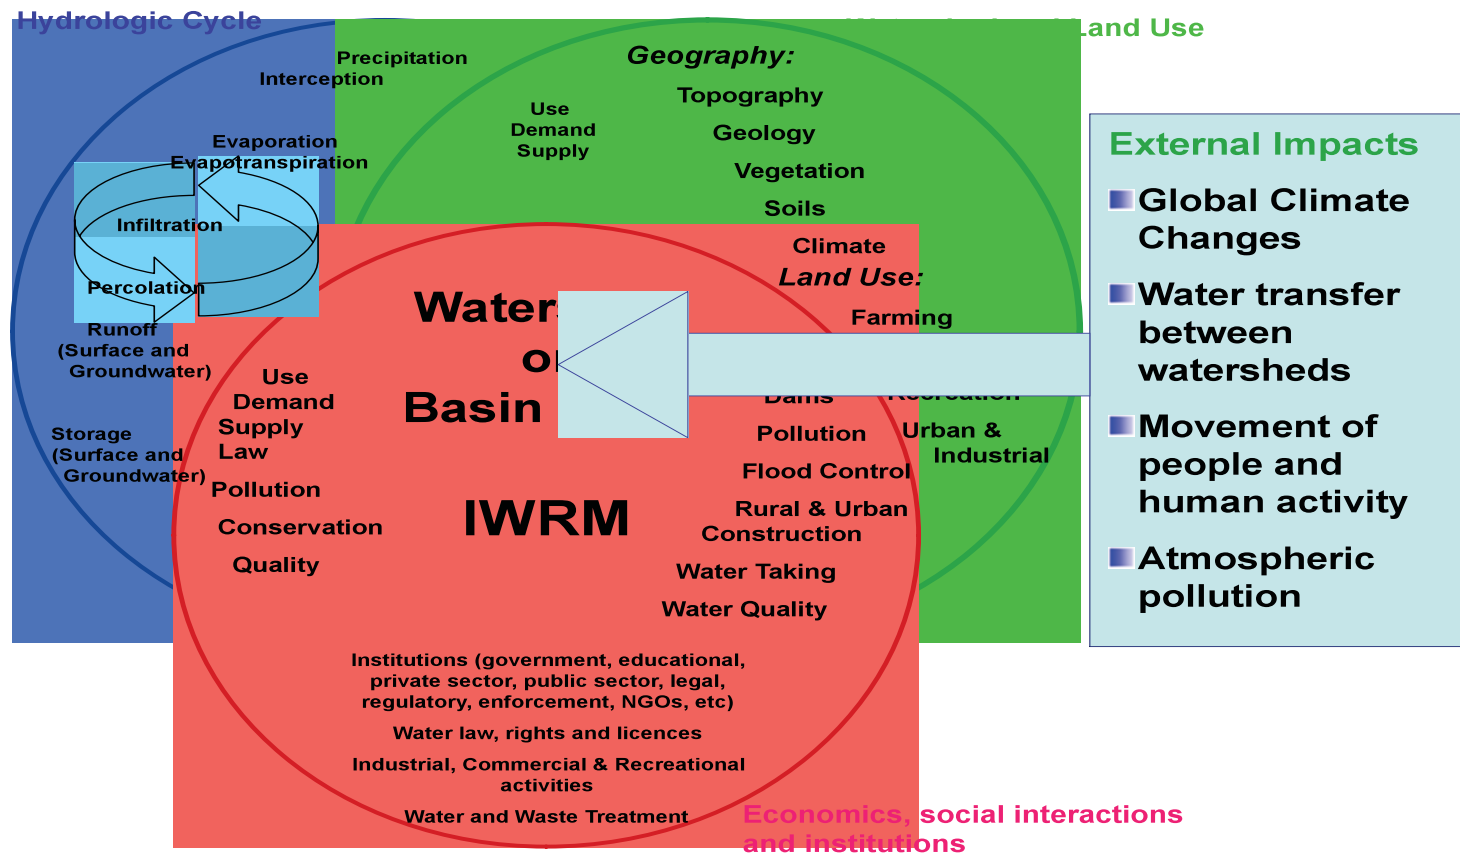 Hydrologic Cycle
Land Use
Precipitation
Interception
Evaporation
Evapotranspiration
Infiltration
Percolation
Runoff
(Surface and
Groundwater)
Storage
(Surface and
Groundwater)
Use
Demand
Supply
Geography:
Topography
Geology
Vegetation
Soils
Climate
Land Use:
Farming
Recreation
Urban &
Industrial
Basin
IWRM
Use
Demand
Supply
Law
Pollution
Conservation
Quality
Dams
Pollution
Flood Control
Rural & Urban
Construction
Water Taking
Water Quality
Institutions (government, educational,
private sector, public sector, legal,
regulatory, enforcement, NGOs, etc)
Water law, rights and licences
Industrial, Commercial & Recreational
activities
Water and Waste Treatment
Economics, social interactions
and institutions
External Impacts
Global Climate
Changes
Water transfer
between
watersheds
Movement of
people and
human activity
Atmospheric
pollution